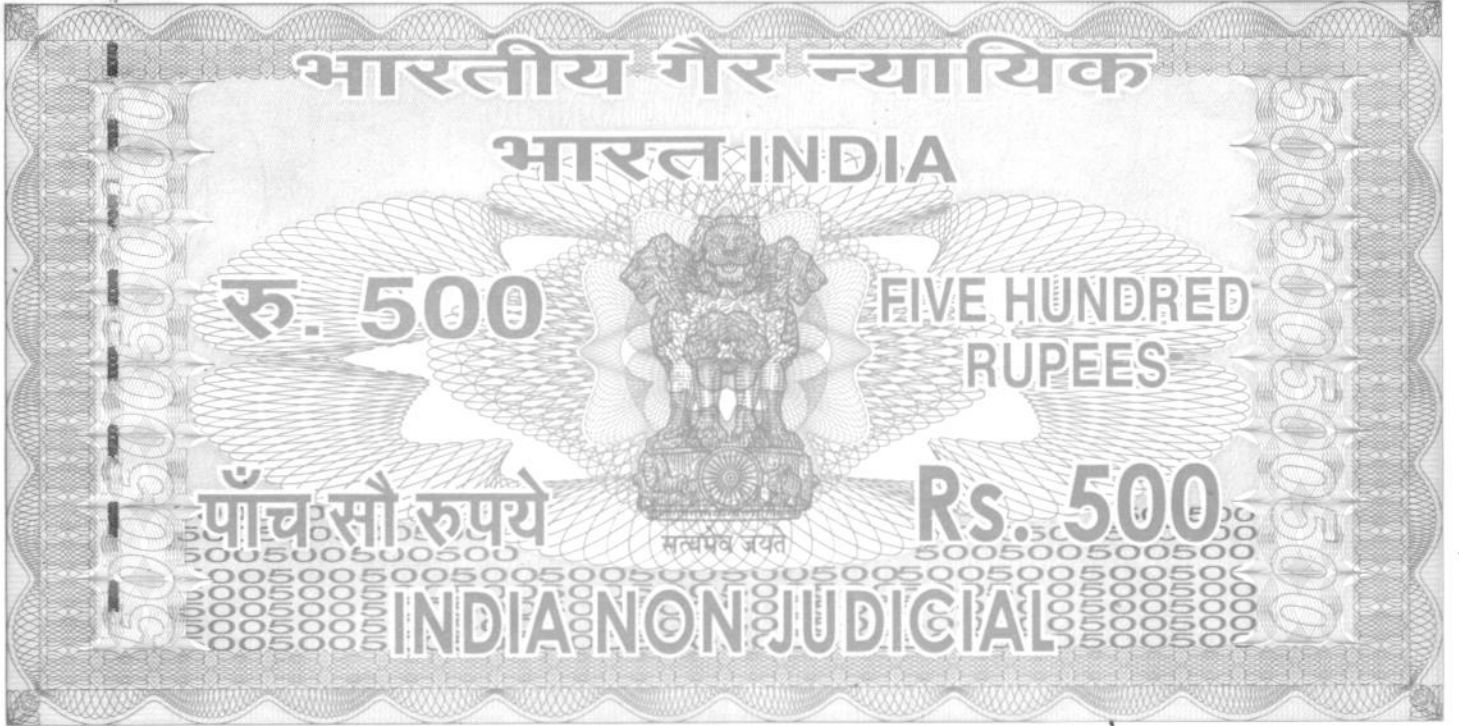 भारतीय गैर न्यायिक
भारत INDIA
रु. 500
FIVE HUNDRED
RUPEES
पाँच सौ रुपये
Rs. 500
सत्यमेव जयते
INDIA NON JUDICIAL